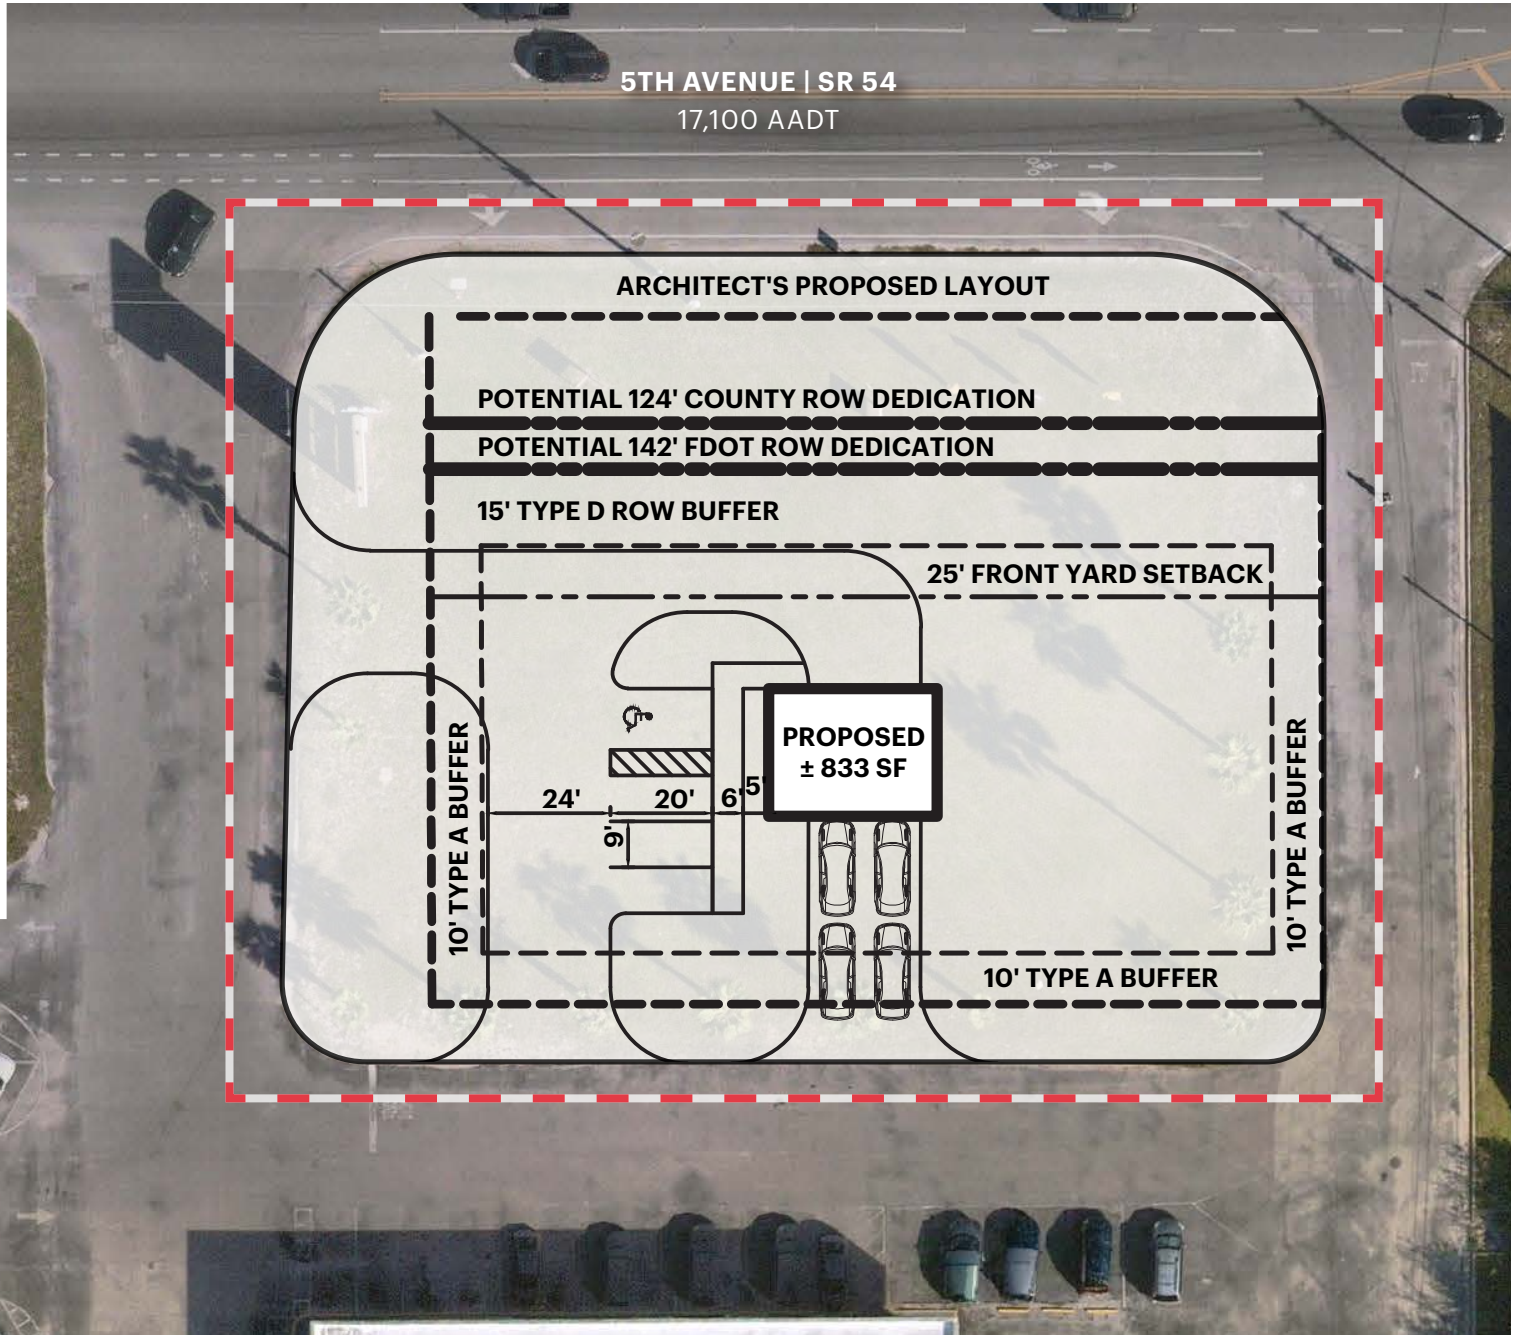 5TH AVENUE | SR 54
17,100 AADT
ARCHITECT'S PROPOSED LAYOUT
POTENTIAL 124' COUNTY ROW DEDICATION
POTENTIAL 142' FDOT ROW DEDICATION
15' TYPE D ROW BUFFER
25' FRONT YARD SETBACK
10' TYPE A BUFFER
PROPOSED
± 833 SF
24'
20'
6'
5'
9'
10' TYPE A BUFFER
10' TYPE A BUFFER